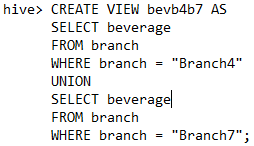 hive> CREATE VIEW bevb4b7 AS
SELECT beverage
FROM branch
WHERE branch = "Branch4"
UNION
SELECT beverage
FROM branch
WHERE branch = "Branch7";